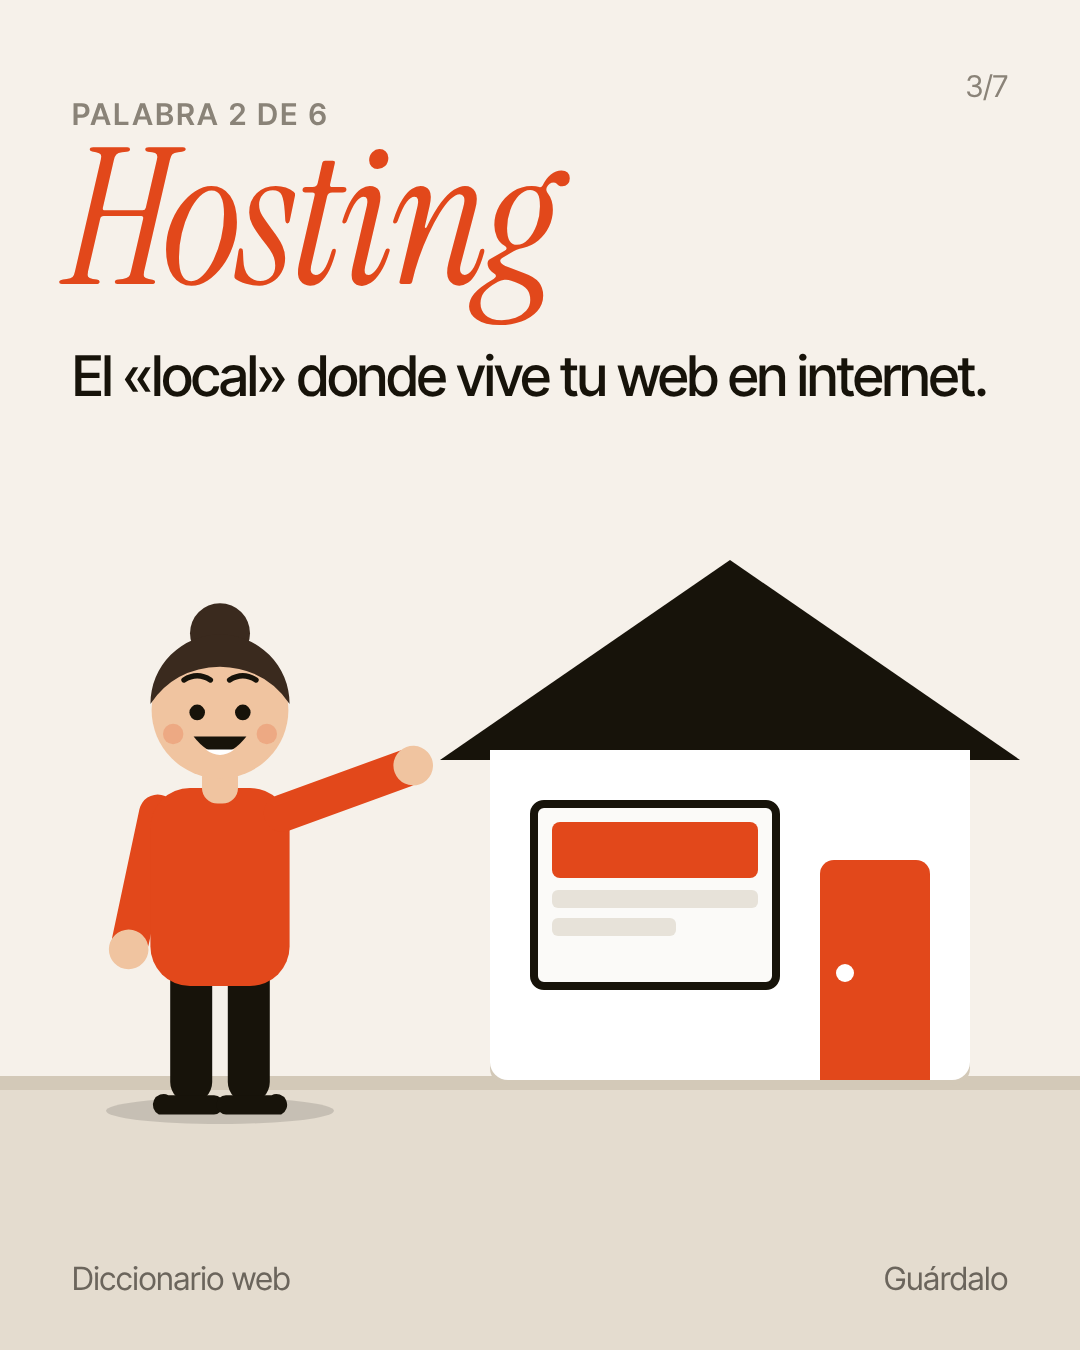 3/7
PALABRA 2 DE 6
Hosting
El «local» donde vive tu web en internet.
Diccionario web
Guárdalo